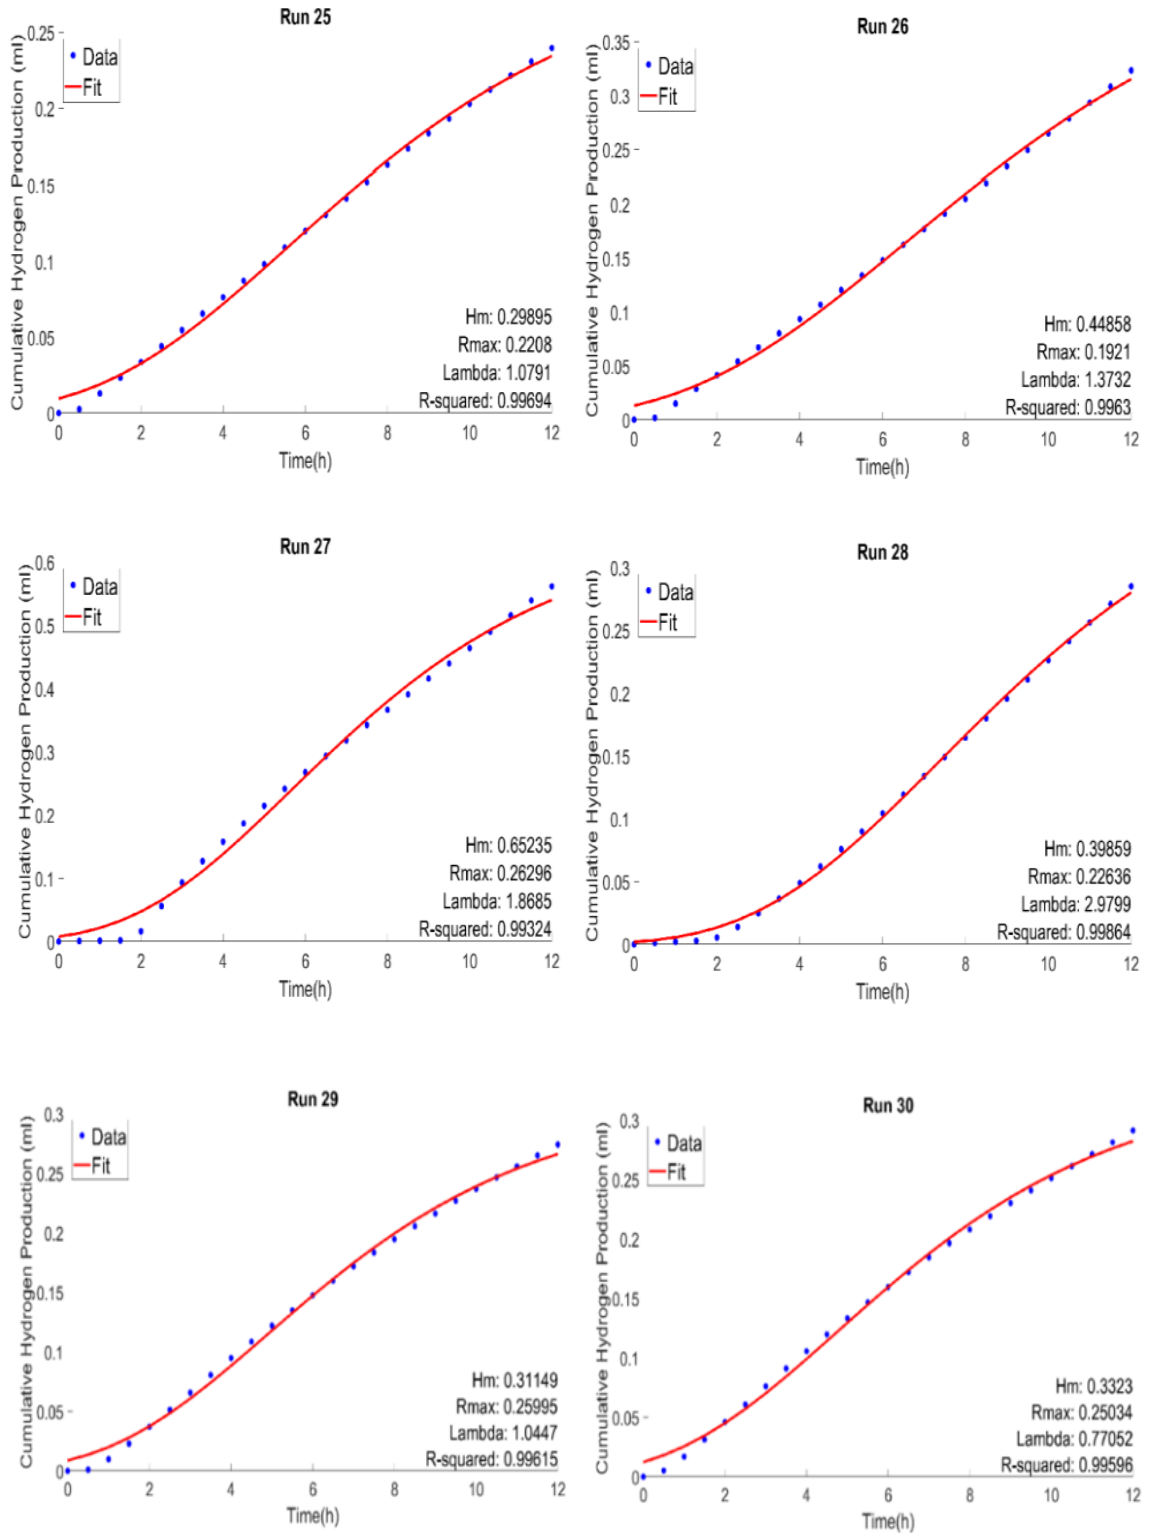 Run 25
Cumulative Hydrogen Production (ml)
0.25
0.2
0.15
0.1
0.05
0
Data
Fit
Hm: 0.29895
Rmax: 0.2208
Lambda: 1.0791
R-squared: 0.99694
0 2 4 6 8 10 12
Time(h)
Run 26
Cumulative Hydrogen Production (ml)
0.35
0.3
0.25
0.2
0.15
0.1
0.05
0
Data
Fit
Hm: 0.44858
Rmax: 0.1921
Lambda: 1.3732
R-squared: 0.9963
0 2 4 6 8 10 12
Time(h)
Run 27
Cumulative Hydrogen Production (ml)
0.6
0.5
0.4
0.3
0.2
0.1
0
Data
Fit
Hm: 0.65235
Rmax: 0.26296
Lambda: 1.8685
R-squared: 0.99324
0 2 4 6 8 10 12
Time(h)
Run 28
Cumulative Hydrogen Production (ml)
0.3
0.25
0.2
0.15
0.1
0.05
0
Data
Fit
Hm: 0.39859
Rmax: 0.22636
Lambda: 2.9799
R-squared: 0.99864
0 2 4 6 8 10 12
Time(h)
Run 29
Cumulative Hydrogen Production (ml)
0.3
0.25
0.2
0.15
0.1
0.05
0
Data
Fit
Hm: 0.31149
Rmax: 0.25995
Lambda: 1.0447
R-squared: 0.99615
0 2 4 6 8 10 12
Time(h)
Run 30
Cumulative Hydrogen Production (ml)
0.3
0.25
0.2
0.15
0.1
0.05
0
Data
Fit
Hm: 0.3323
Rmax: 0.25034
Lambda: 0.77052
R-squared: 0.99596
0 2 4 6 8 10 12
Time(h)